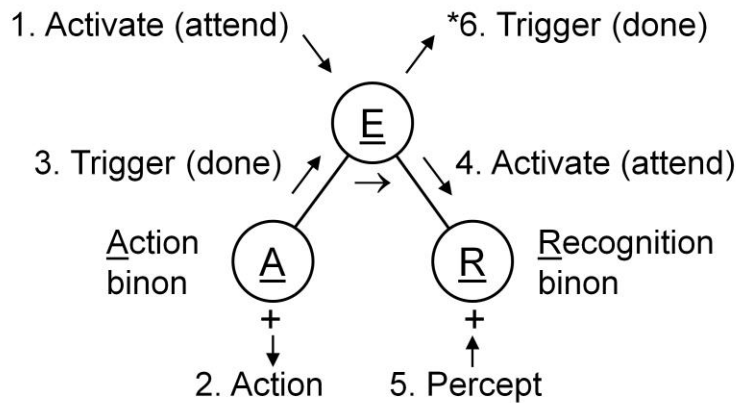 1. Activate (attend)
*6. Trigger (done)
E
3. Trigger (done)
4. Activate (attend)
Action
binon
A
R
Recognition
binon
+
+
2. Action
5. Percept